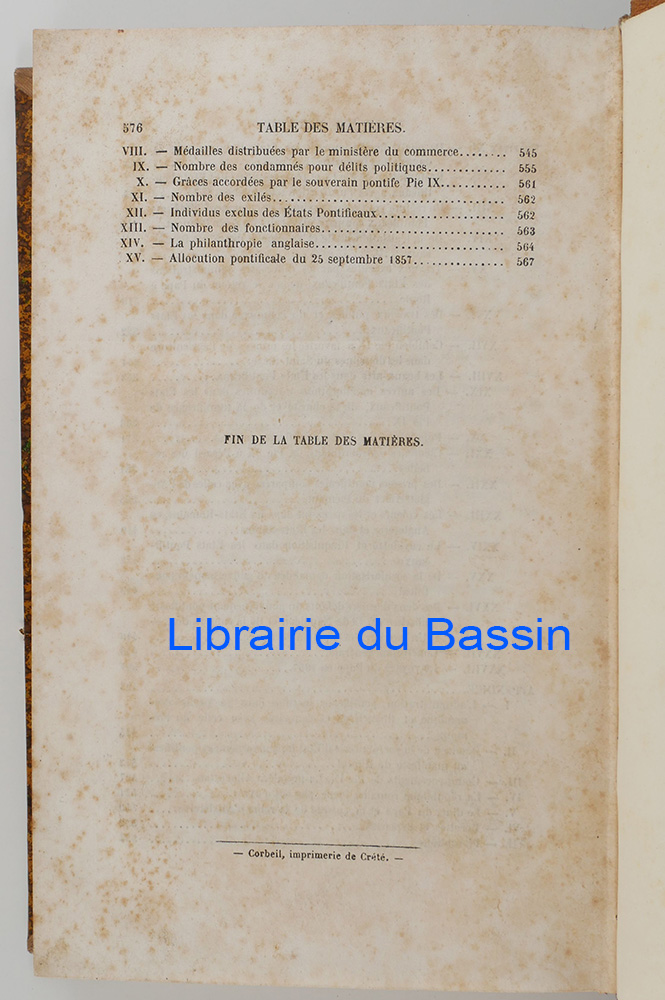 576 TABLE DES MATIÈRES.
VIII. — Médailles distribuées par le ministère du commerce........ 545
IX. — Nombre des condamnés pour délits politiques............ 555
X. — Grâces accordées par le souverain pontife Pie IX........... 561
XI. — Nombre des exilés..................................... 562
XII. — Individus exclus des États Pontificaux.................... 562
XIII. — Nombre des fonctionnaires............................. 563
XIV. — La philanthropie anglaise............ .................. 564
XV. — Allocution pontificale du 25 septembre 1857............... 567
FIN DE LA TABLE DES MATIÈRES.
Librairie du Bassin
— Corbeil, imprimerie de Crété. —